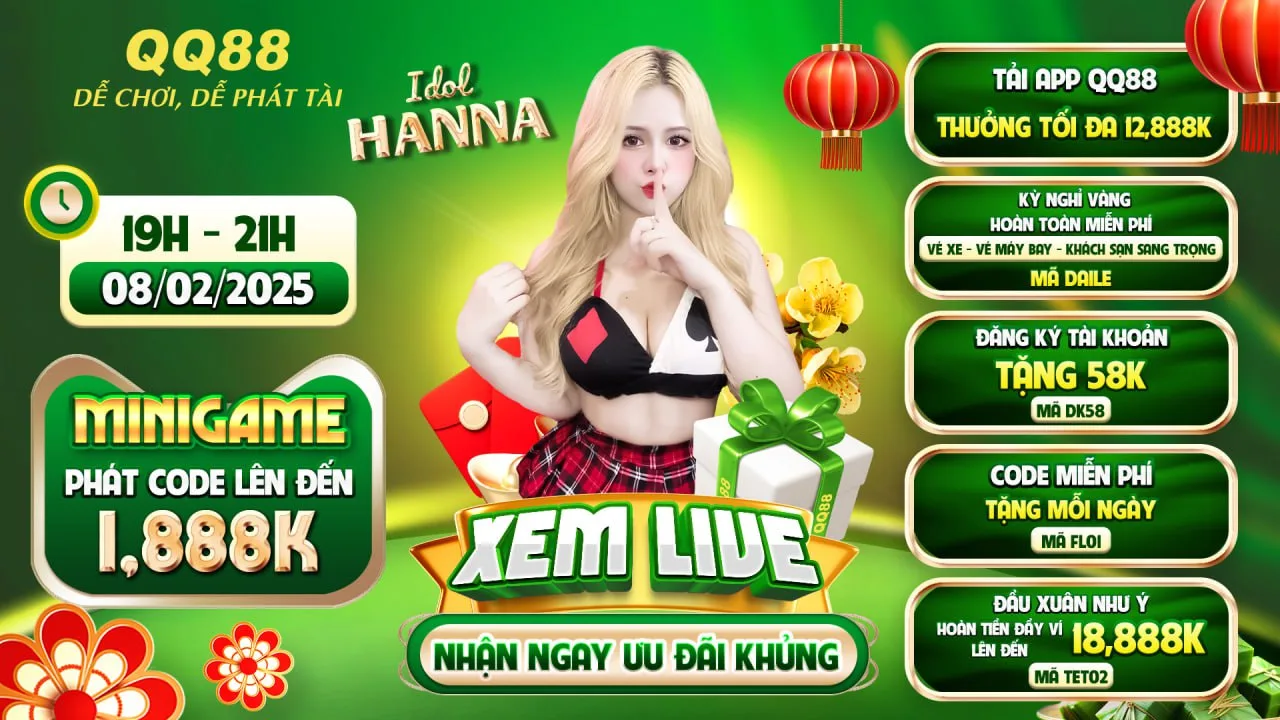 QQ88
DỄ CHƠI, DỄ PHÁT TÀI
Idol
HANNA
19H - 21H
08/02/2025
MINIGAME
PHÁT CODE LÊN ĐẾN
1,888K
QQ88
XEM LIVE
NHẬN NGAY ƯU ĐÃI KHỦNG
TẢI APP QQ88
THƯỞNG TỐI ĐA 12,888K
KỲ NGHỈ VÀNG
HOÀN TOÀN MIỄN PHÍ
VÉ XE - VÉ MÁY BAY - KHÁCH SẠN SANG TRỌNG
MÃ DAILE
ĐĂNG KÝ TÀI KHOẢN
TẶNG 58K
MÃ DK58
CODE MIỄN PHÍ
TẶNG MỖI NGÀY
MÃ FL01
ĐẦU XUÂN NHƯ Ý
HOÀN TIỀN ĐẦY VÍ
LÊN ĐẾN
18,888K
MÃ TET02